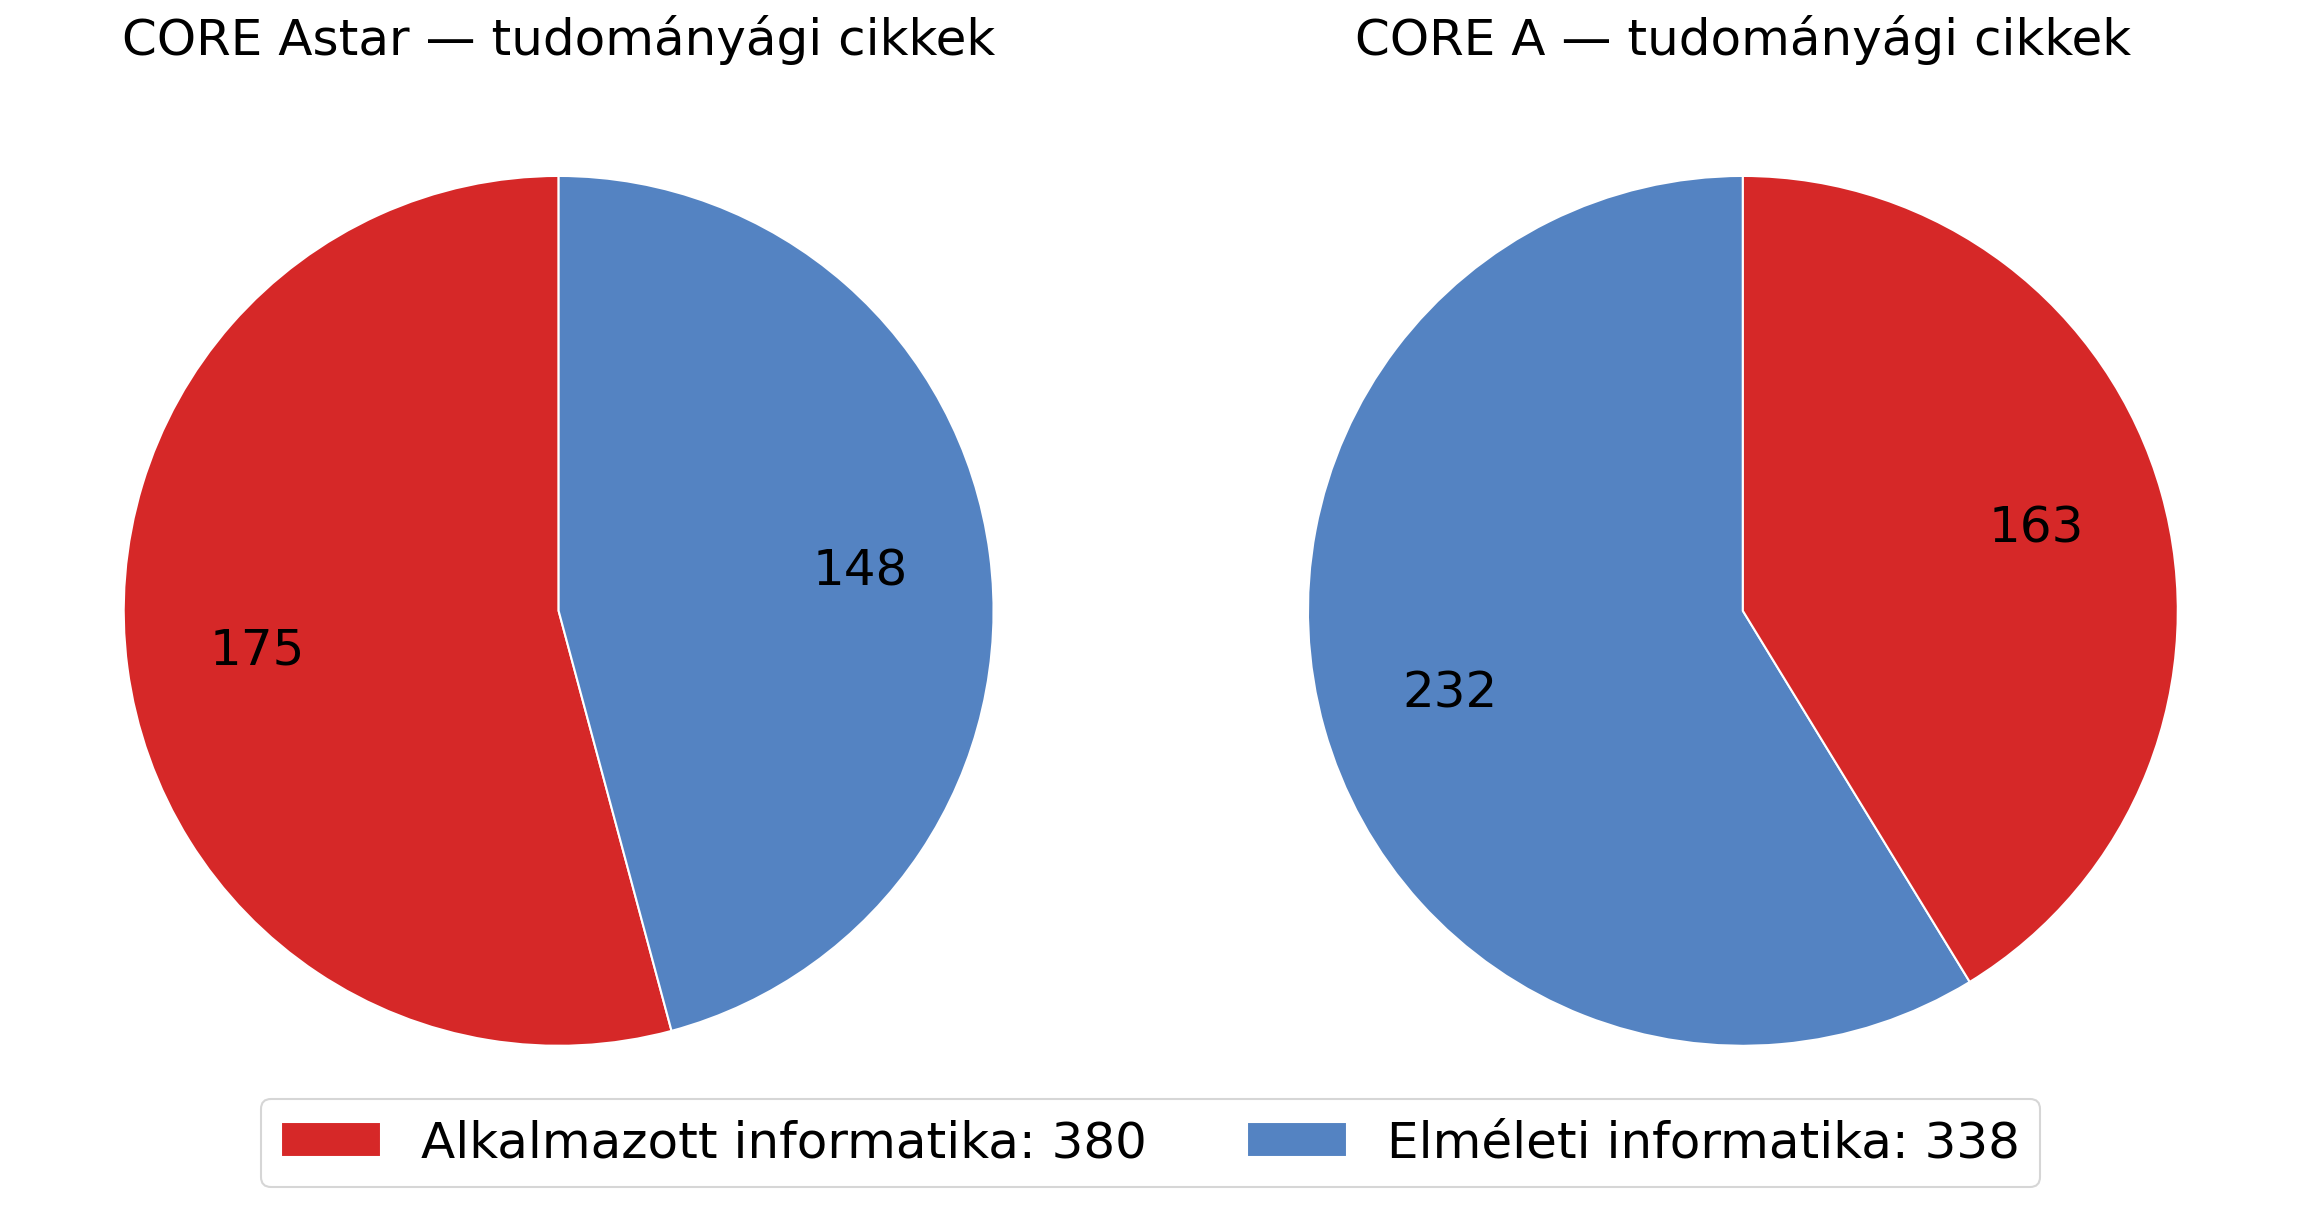 CORE Astar — tudományági cikkek
CORE A — tudományági cikkek
148
175
163
232
Alkalmazott informatika: 380
Elméleti informatika: 338